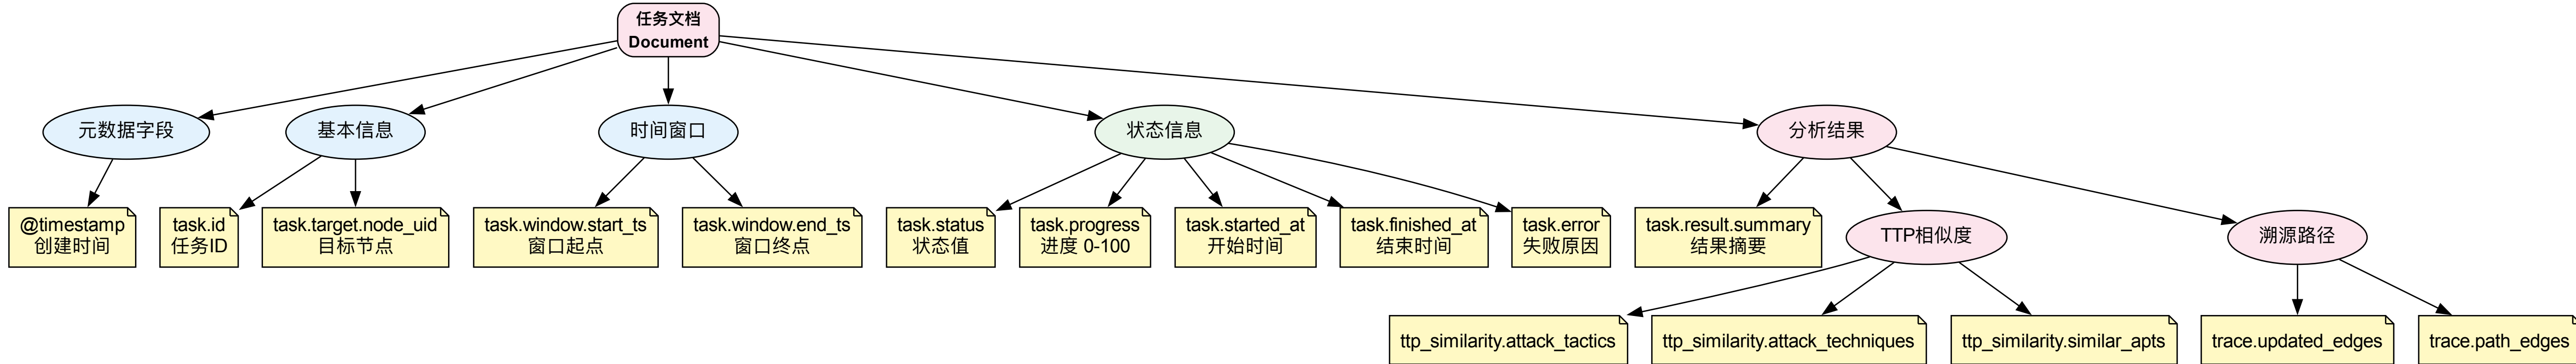 任务文档
Document
元数据字段
基本信息
时间窗口
状态信息
分析结果
@timestamp
创建时间
task.id
任务ID
task.target.node_uid
目标节点
task.window.start_ts
窗口起点
task.window.end_ts
窗口终点
task.status
状态值
task.progress
进度 0-100
task.started_at
开始时间
task.finished_at
结束时间
task.error
失败原因
task.result.summary
结果摘要
TTP相似度
溯源路径
ttp_similarity.attack_tactics
ttp_similarity.attack_techniques
ttp_similarity.similar_apts
trace.updated_edges
trace.path_edges